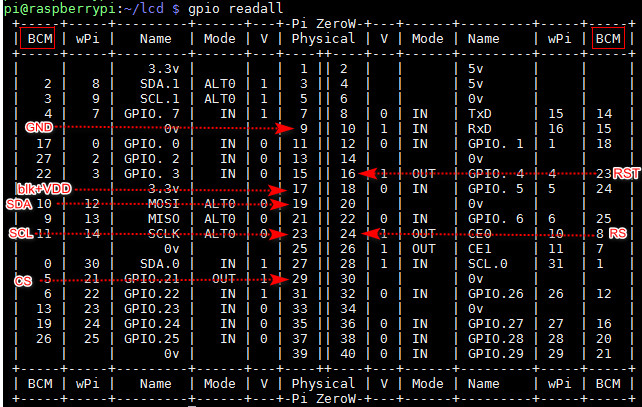 pi@raspberrypi:~/lcd $ gpio readall
+-----+-----+---------+------+---+-Pi ZeroW-+---+------+---------+-----+-----+
| BCM | wPi | Name | Mode | V | Physical | V | Mode | Name | wPi | BCM |
+-----+-----+---------+------+---+----++----+---+------+---------+-----+-----+
| | | 3.3v | | | 1 || 2 | | | 5v | | |
| 2 | 8 | SDA.1 | ALT0 | 1 | 3 || 4 | | | 5v | | |
| 3 | 9 | SCL.1 | ALT0 | 1 | 5 || 6 | | | 0v | | |
| 4 | 7 | GPIO. 7 | IN | 1 | 7 || 8 | 0 | IN | TxD | 15 | 14 |
GND | | | 0v | | | 9 || 10 | 1 | IN | RxD | 16 | 15 |
| 17 | 0 | GPIO. 0 | IN | 0 | 11 || 12 | 0 | IN | GPIO. 1 | 1 | 18 |
| 27 | 2 | GPIO. 2 | IN | 0 | 13 || 14 | | | 0v | | |
| 22 | 3 | GPIO. 3 | IN | 0 | 15 || 16 | 1 | OUT | GPIO. 4 | 4 | 23 | RST
blk+VDD | | | 3.3v | | | 17 || 18 | 0 | IN | GPIO. 5 | 5 | 24 |
SDA | 10 | 12 | MOSI | ALT0 | 0 | 19 || 20 | | | 0v | | |
| 9 | 13 | MISO | ALT0 | 0 | 21 || 22 | 0 | IN | GPIO. 6 | 6 | 25 |
SCL | 11 | 14 | SCLK | ALT0 | 0 | 23 || 24 | 1 | OUT | CE0 | 10 | 8 | RS
| | | 0v | | | 25 || 26 | 1 | OUT | CE1 | 11 | 7 |
| 0 | 30 | SDA.0 | IN | 1 | 27 || 28 | 1 | IN | SCL.0 | 31 | 1 |
CS | 5 | 21 | GPIO.21 | OUT | 1 | 29 || 30 | | | 0v | | |
| 6 | 22 | GPIO.22 | IN | 1 | 31 || 32 | 0 | IN | GPIO.26 | 26 | 12 |
| 13 | 23 | GPIO.23 | IN | 0 | 33 || 34 | | | 0v | | |
| 19 | 24 | GPIO.24 | IN | 0 | 35 || 36 | 0 | IN | GPIO.27 | 27 | 16 |
| 26 | 25 | GPIO.25 | IN | 0 | 37 || 38 | 0 | IN | GPIO.28 | 28 | 20 |
| | | 0v | | | 39 || 40 | 0 | IN | GPIO.29 | 29 | 21 |
+-----+-----+---------+------+---+----++----+---+------+---------+-----+-----+
| BCM | wPi | Name | Mode | V | Physical | V | Mode | Name | wPi | BCM |
+-----+-----+---------+------+---+-Pi ZeroW-+---+------+---------+-----+-----+